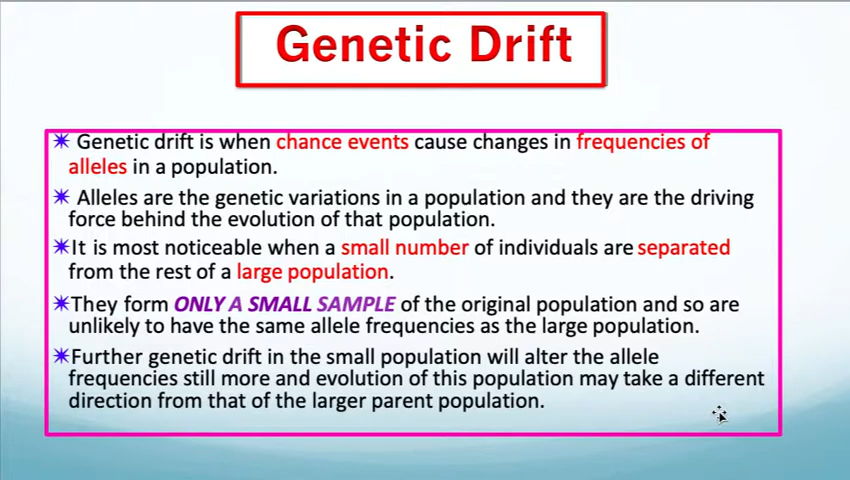 Genetic Drift
✷ Genetic drift is when chance events cause changes in frequencies of
alleles in a population.
✷ Alleles are the genetic variations in a population and they are the driving
force behind the evolution of that population.
✷It is most noticeable when a small number of individuals are separated
from the rest of a large population.
✷They form ONLY A SMALL SAMPLE of the original population and so are
unlikely to have the same allele frequencies as the large population.
✷Further genetic drift in the small population will alter the allele
frequencies still more and evolution of this population may take a different
direction from that of the larger parent population.